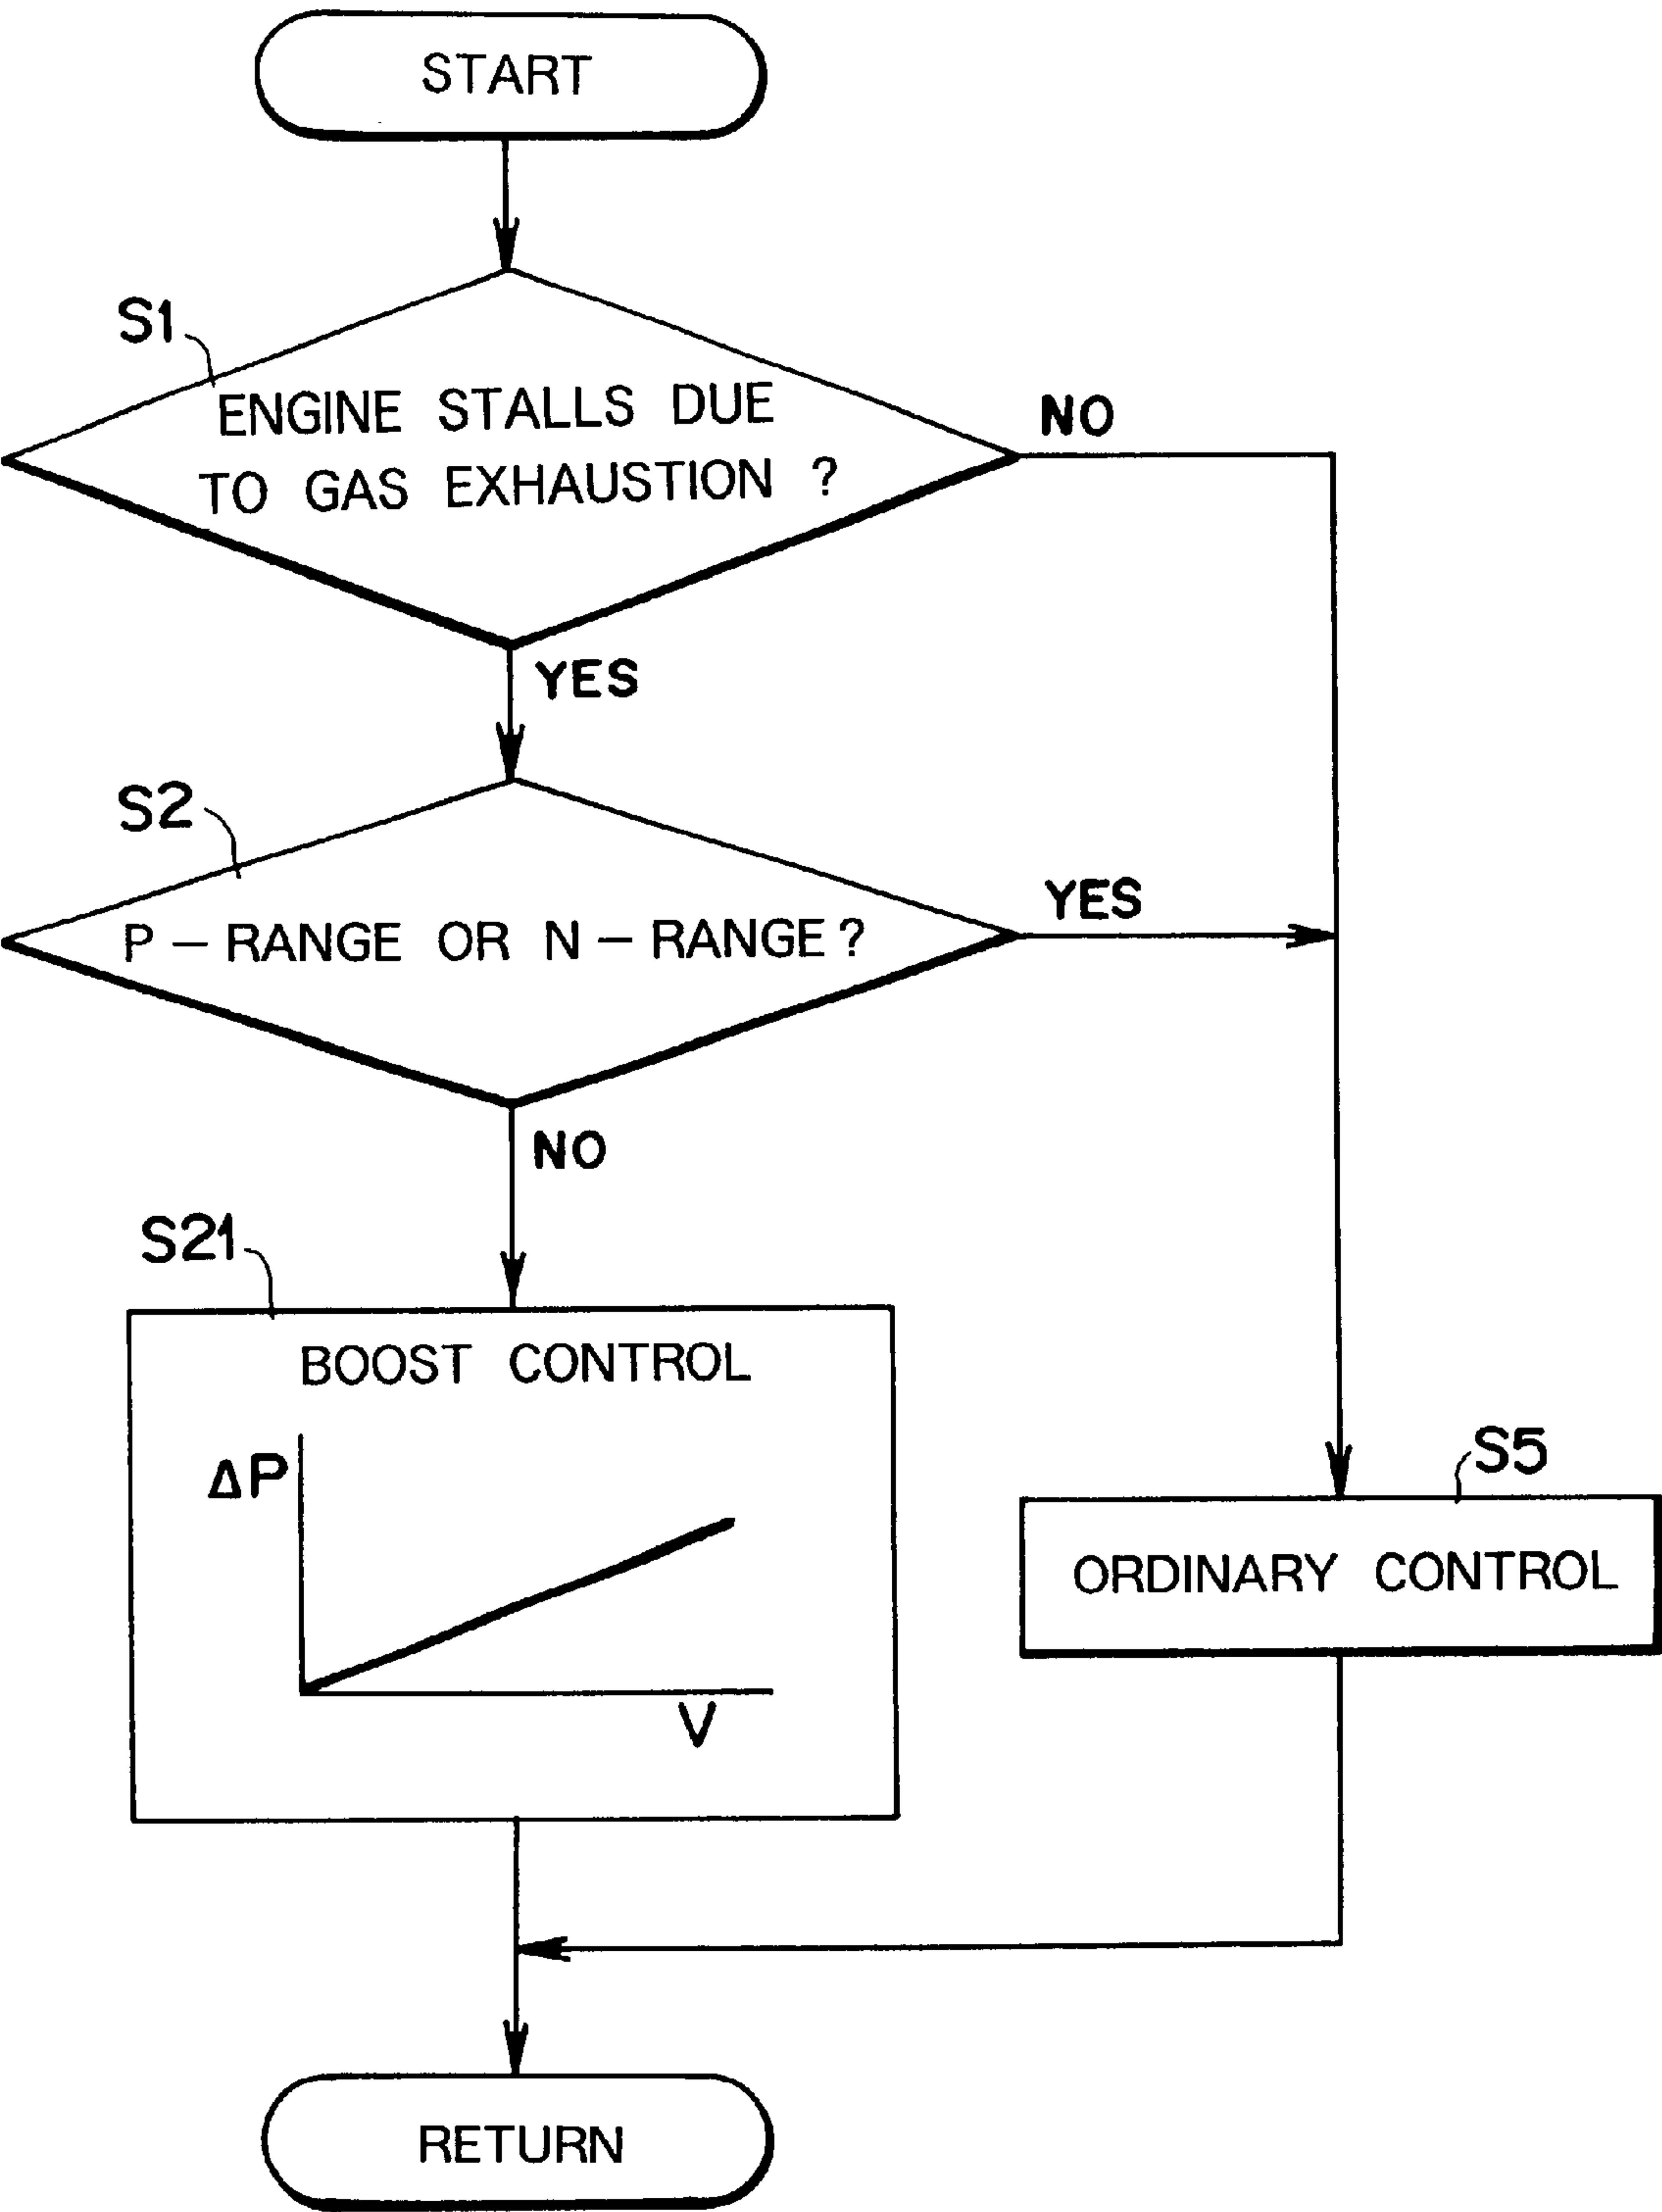 START
S1
ENGINE STALLS DUE
TO GAS EXHAUSTION ?
NO
YES
S2
P — RANGE OR N — RANGE ?
YES
NO
S21
BOOST CONTROL
ΔP
V
S5
ORDINARY CONTROL
RETURN